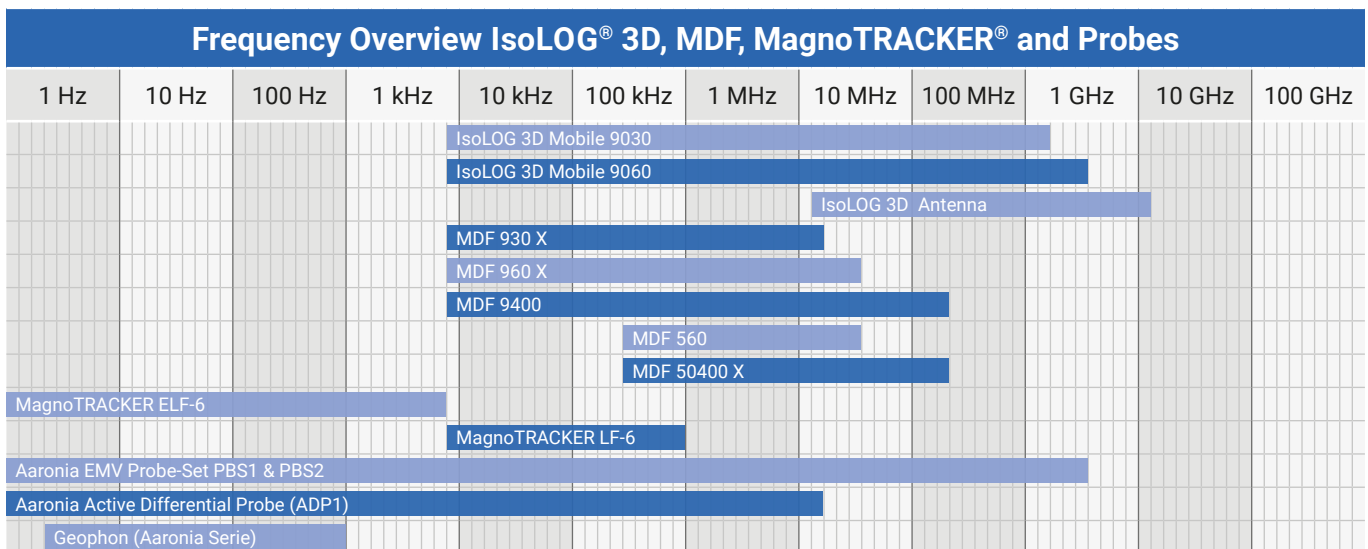 Frequency Overview IsoLOG® 3D, MDF, MagnoTRACKER® and Probes
1 Hz 10 Hz 100 Hz 1 kHz 10 kHz 100 kHz 1 MHz 10 MHz 100 MHz 1 GHz 10 GHz 100 GHz
IsoLOG 3D Mobile 9030
IsoLOG 3D Mobile 9060
IsoLOG 3D Antenna
MDF 930 X
MDF 960 X
MDF 9400
MDF 560
MDF 50400 X
MagnoTRACKER ELF-6
MagnoTRACKER LF-6
Aaronia EMV Probe-Set PBS1 & PBS2
Aaronia Active Differential Probe (ADP1)
Geophon (Aaronia Serie)